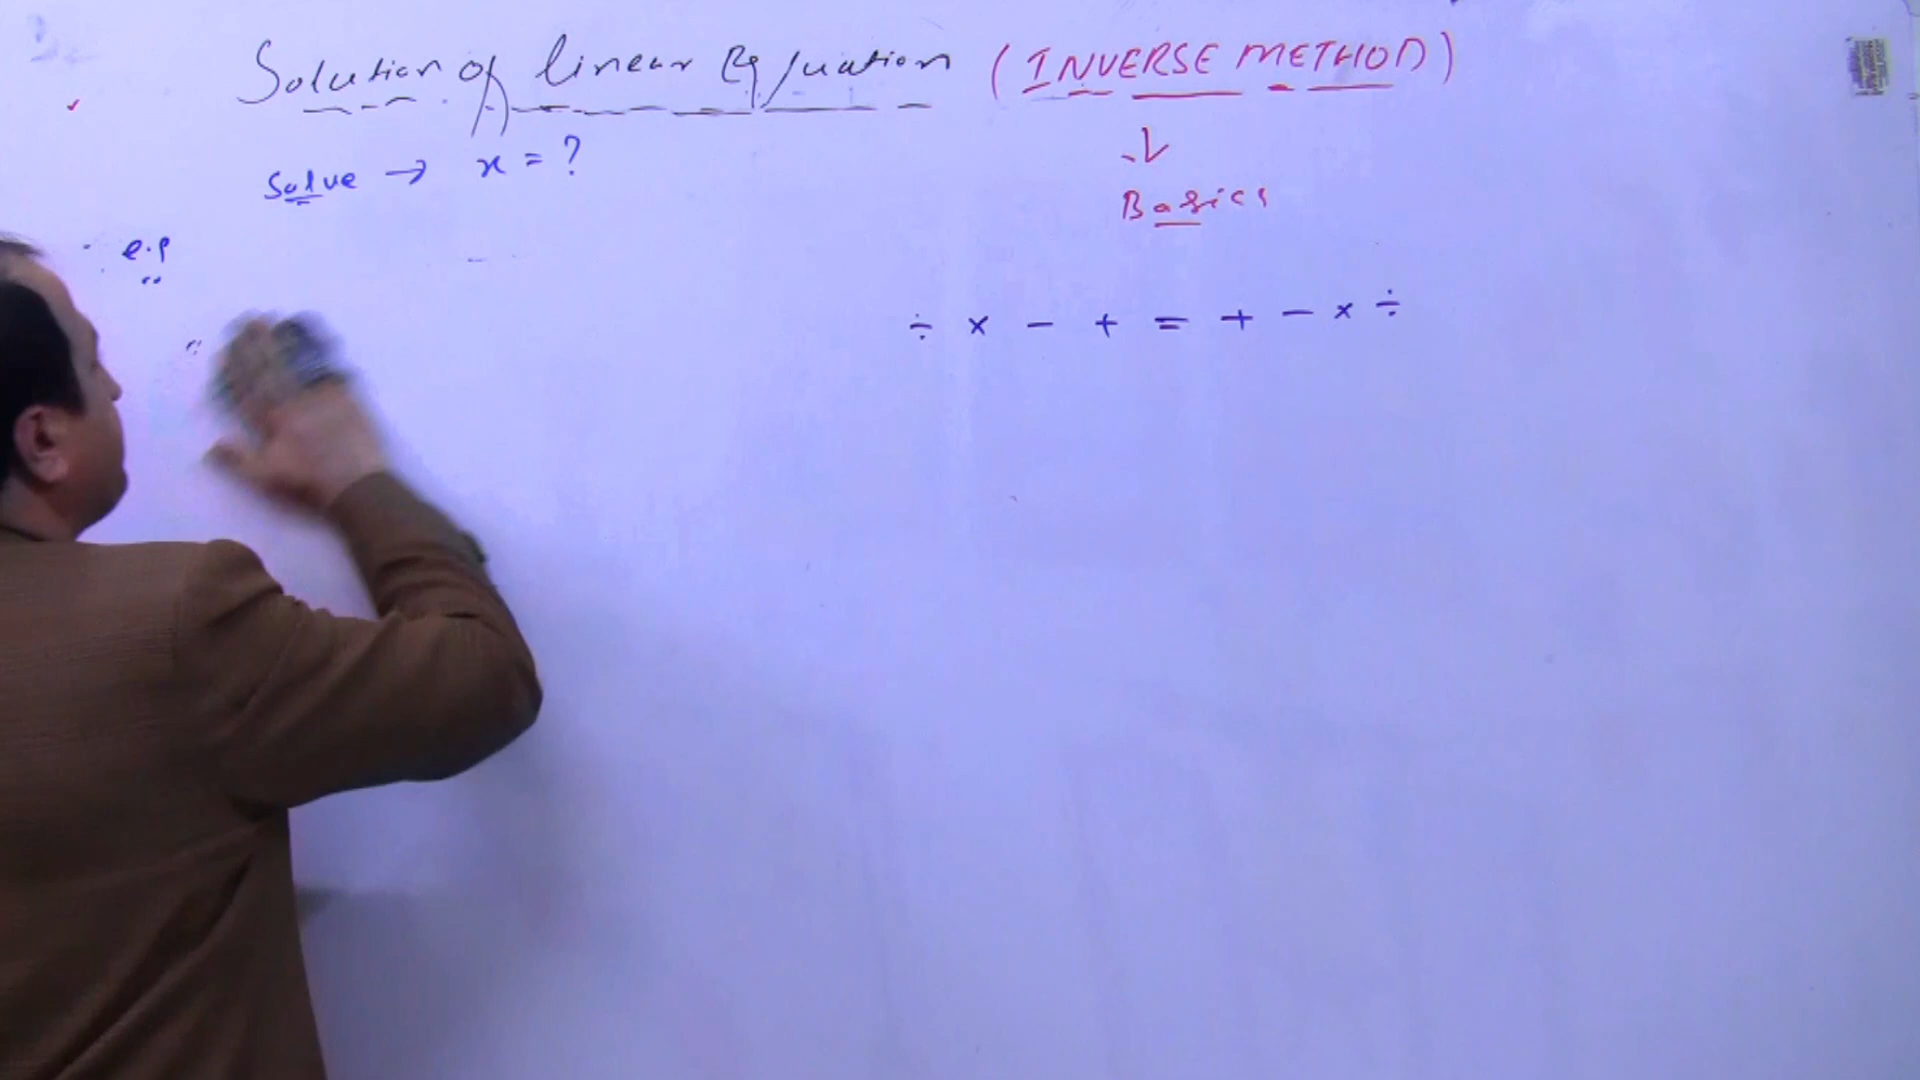 Solution of linear Equation (INVERSE METHOD)
Solve → x = ?
Basics
e.g
÷ × - + = + - × ÷